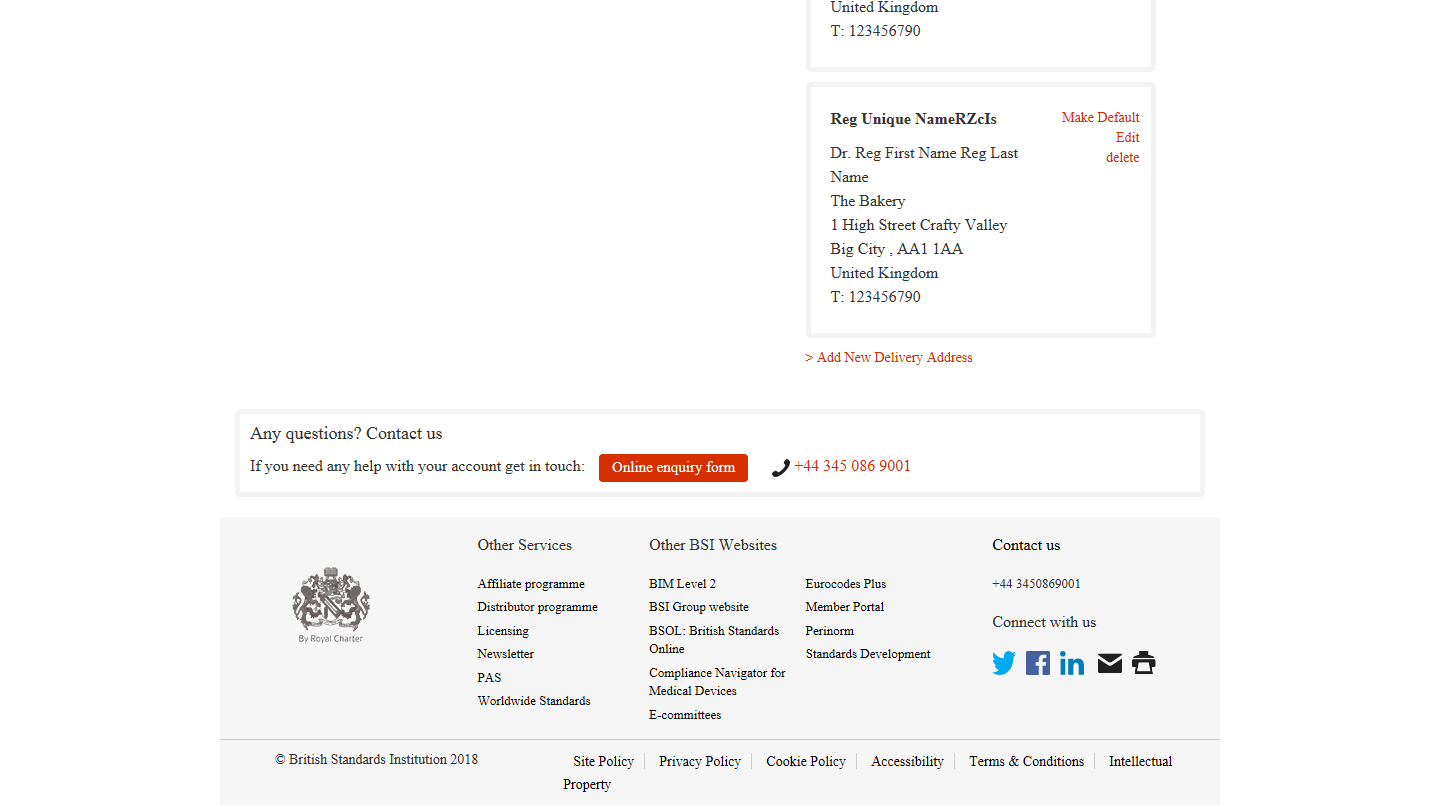 United Kingdom
T: 123456790
Reg Unique NameRZcIs
Make Default
Edit
delete
Dr. Reg First Name Reg Last
Name
The Bakery
1 High Street Crafty Valley
Big City , AA1 1AA
United Kingdom
T: 123456790
> Add New Delivery Address
Any questions? Contact us
If you need any help with your account get in touch:
Online enquiry form
+44 345 086 9001
By Royal Charter
Other Services
Affiliate programme
Distributor programme
Licensing
Newsletter
PAS
Worldwide Standards
Other BSI Websites
BIM Level 2
BSI Group website
BSOL: British Standards
Online
Compliance Navigator for
Medical Devices
E-committees
Eurocodes Plus
Member Portal
Perinorm
Standards Development
Contact us
+44 3450869001
Connect with us
© British Standards Institution 2018
Site Policy
Privacy Policy
Cookie Policy
Accessibility
Terms & Conditions
Intellectual
Property